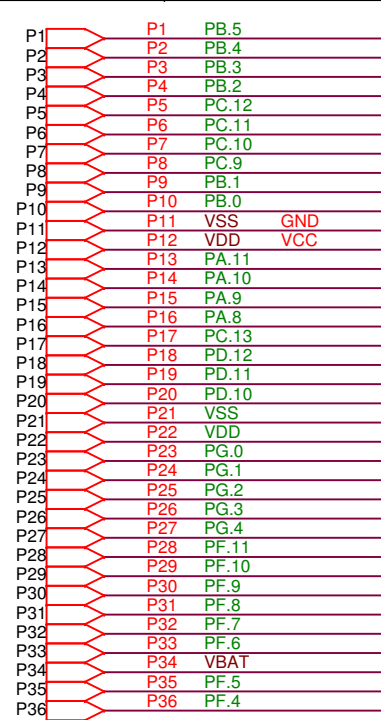 P1 P1 PB.5
P2 P2 PB.4
P3 P3 PB.3
P4 P4 PB.2
P5 P5 PC.12
P6 P6 PC.11
P7 P7 PC.10
P8 P8 PC.9
P9 P9 PB.1
P10 P10 PB.0
P11 P11 VSS GND
P12 P12 VDD VCC
P13 P13 PA.11
P14 P14 PA.10
P15 P15 PA.9
P16 P16 PA.8
P17 P17 PC.13
P18 P18 PD.12
P19 P19 PD.11
P20 P20 PD.10
P21 P21 VSS
P22 P22 VDD
P23 P23 PG.0
P24 P24 PG.1
P25 P25 PG.2
P26 P26 PG.3
P27 P27 PG.4
P28 P28 PF.11
P29 P29 PF.10
P30 P30 PF.9
P31 P31 PF.8
P32 P32 PF.7
P33 P33 PF.6
P34 P34 VBAT
P35 P35 PF.5
P36 P36 PF.4